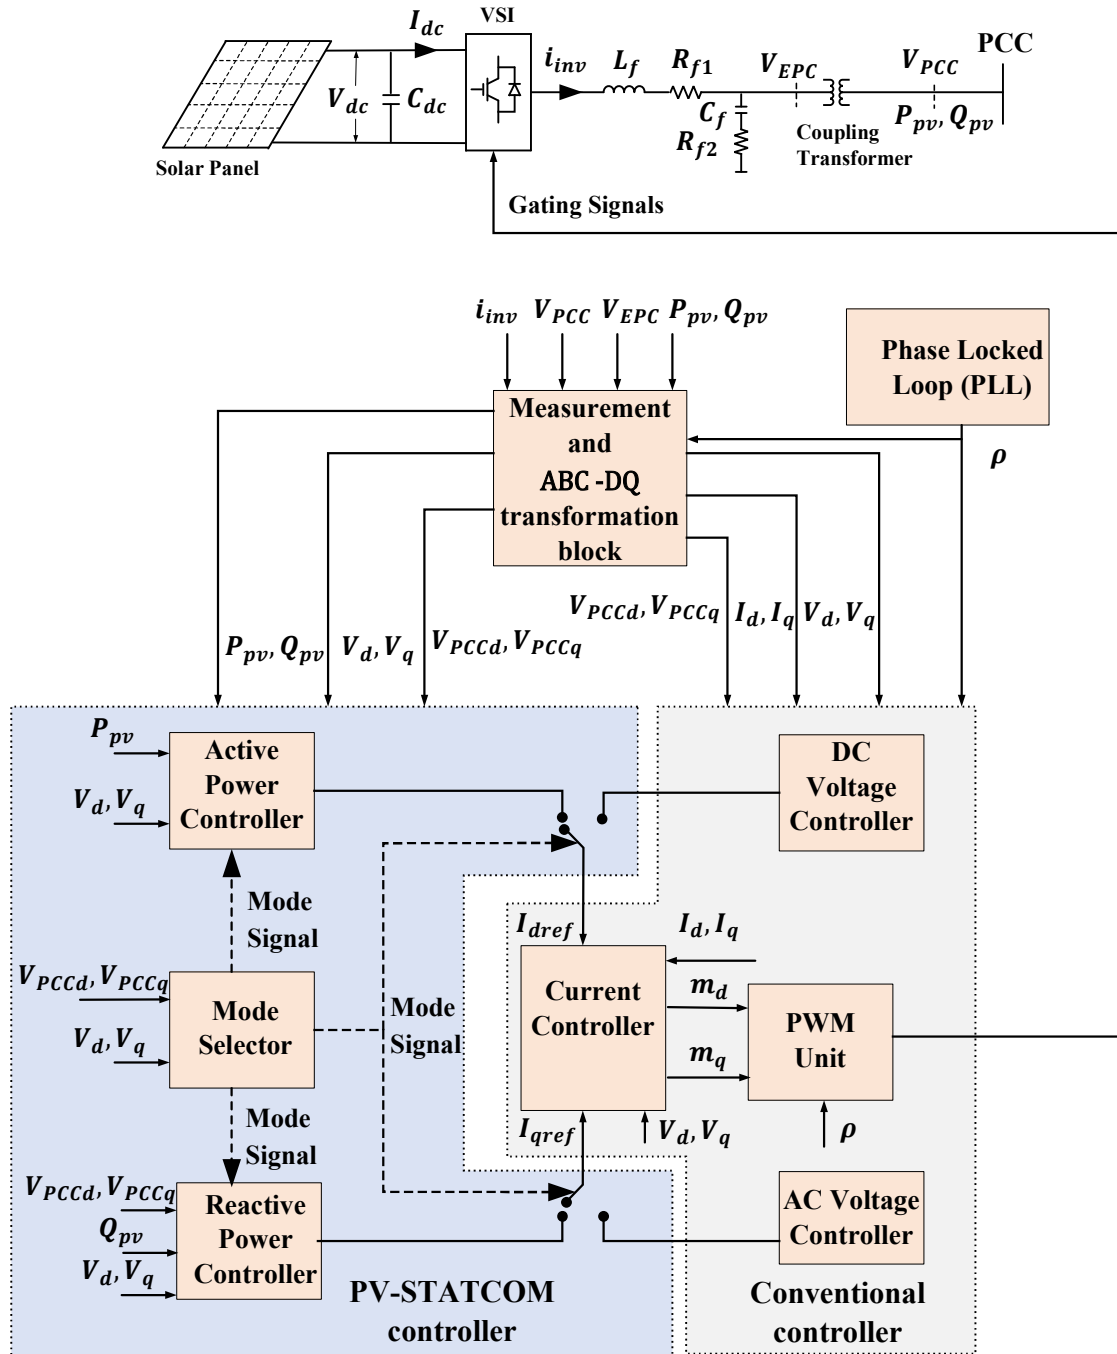 I_dc
VSI
PCC
V_dc
C_dc
i_inv
L_f
R_f1
V_EPC
V_PCC
C_f
R_f2
P_pv, Q_pv
Coupling
Transformer
Solar Panel
Gating Signals
i_inv
V_PCC
V_EPC
P_pv, Q_pv
Phase Locked
Loop (PLL)
ρ
Measurement
and
ABC -DQ
transformation
block
P_pv, Q_pv
V_d, V_q
V_PCCd, V_PCCq
V_PCCd, V_PCCq
I_d, I_q
V_d, V_q
P_pv
V_d, V_q
Active
Power
Controller
DC
Voltage
Controller
Mode
Signal
V_PCCd, V_PCCq
V_d, V_q
Mode
Selector
Mode
Signal
Mode
Signal
I_dref
I_d, I_q
Current
Controller
m_d
m_q
PWM
Unit
I_qref
V_d, V_q
ρ
V_PCCd, V_PCCq
Q_pv
V_d, V_q
Reactive
Power
Controller
AC Voltage
Controller
PV-STATCOM
controller
Conventional
controller